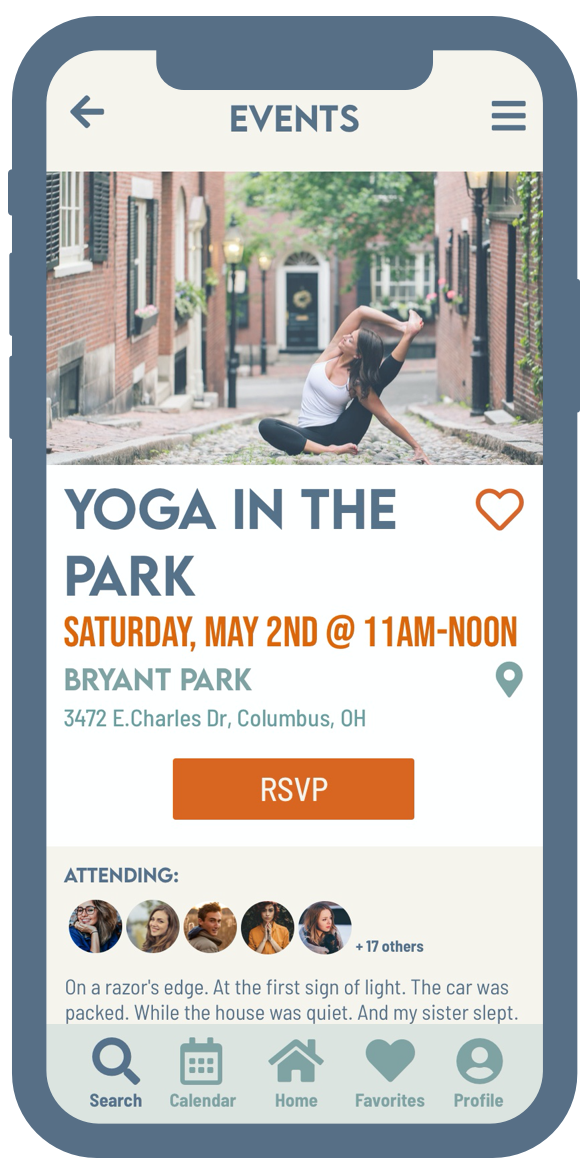 EVENTS
YOGA IN THE
PARK
SATURDAY, MAY 2ND @ 11AM-NOON
BRYANT PARK
3472 E.Charles Dr, Columbus, OH
RSVP
ATTENDING:
+ 17 others
On a razor's edge. At the first sign of light. The car was
packed. While the house was quiet. And my sister slept.
Search Calendar Home Favorites Profile